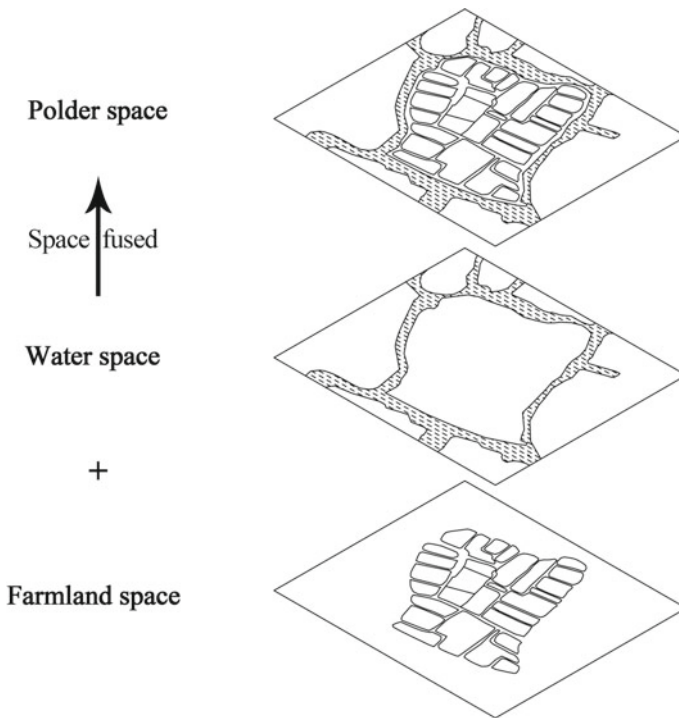 Polder space
Space fused
Water space
+
Farmland space